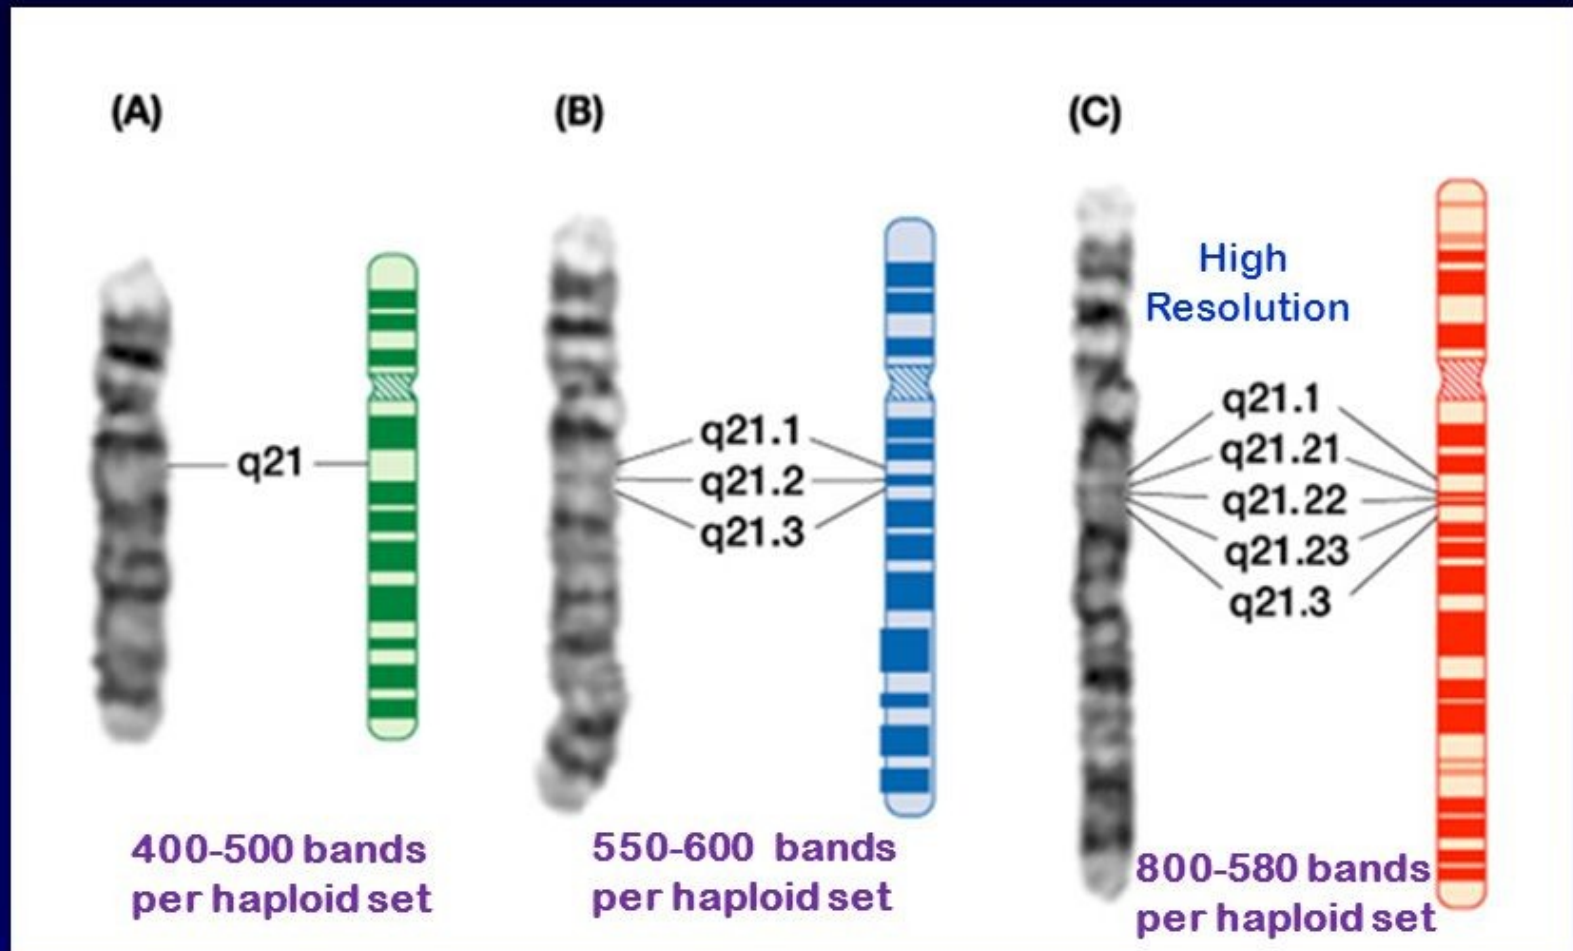 (A)
(B)
(C)
High
Resolution
q21
q21.1
q21.2
q21.3
q21.1
q21.21
q21.22
q21.23
q21.3
400-500 bands
per haploid set
550-600 bands
per haploid set
800-580 bands
per haploid set